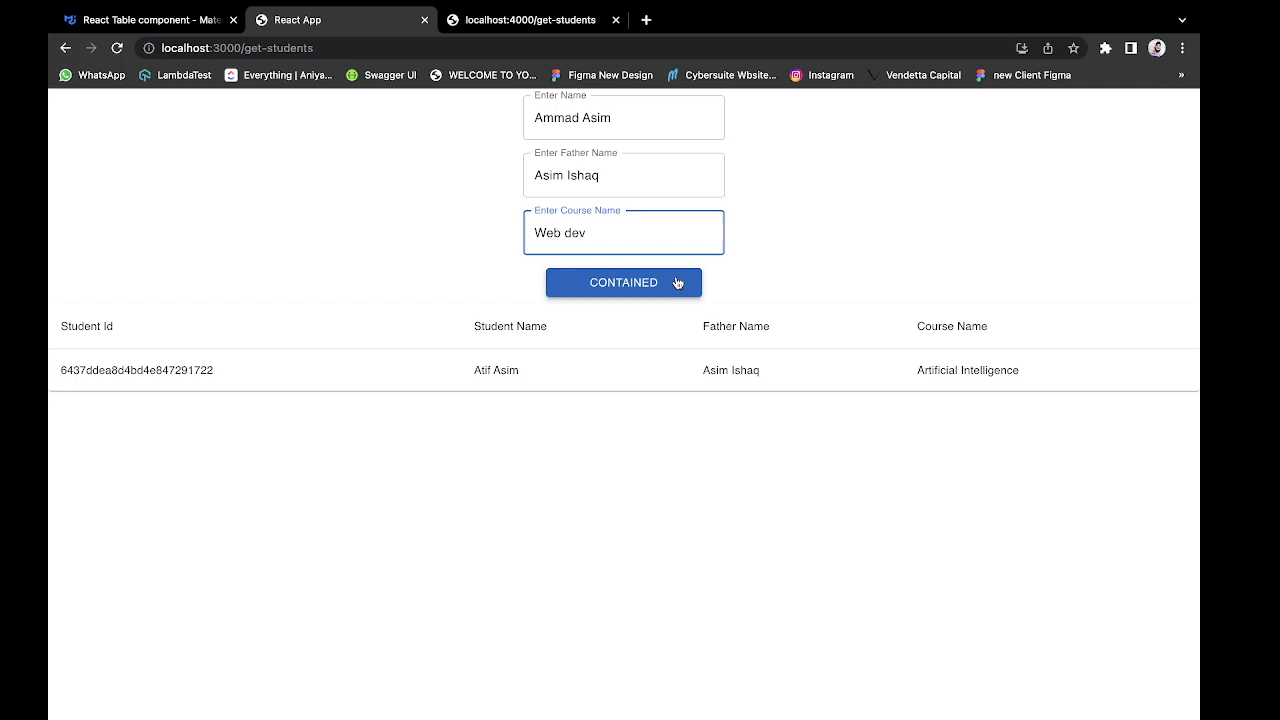 React Table component - Mate
React App
localhost:4000/get-students
localhost:3000/get-students
WhatsApp
LambdaTest
Everything | Aniya...
Swagger UI
WELCOME TO YO...
Figma New Design
Cybersuite Wbsite...
Instagram
Vendetta Capital
new Client Figma
»
Enter Name
Ammad Asim
Enter Father Name
Asim Ishaq
Enter Course Name
Web dev
CONTAINED
Student Id Student Name Father Name Course Name
6437ddea8d4bd4e847291722 Atif Asim Asim Ishaq Artificial Intelligence